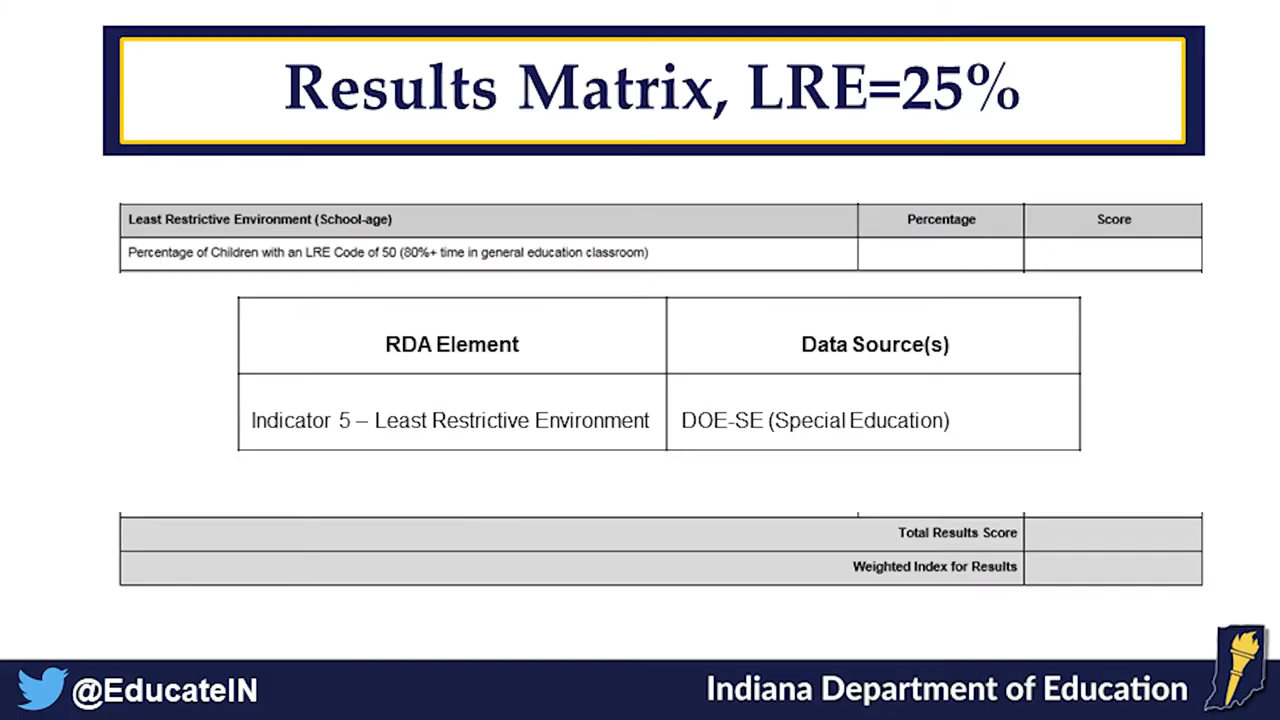 Results Matrix, LRE=25%
Least Restrictive Environment (School-age) Percentage Score
Percentage of Children with an LRE Code of 50 (80%+ time in general education classroom)
RDA Element Data Source(s)
Indicator 5 – Least Restrictive Environment DOE-SE (Special Education)
Total Results Score
Weighted Index for Results
@EducateIN Indiana Department of Education